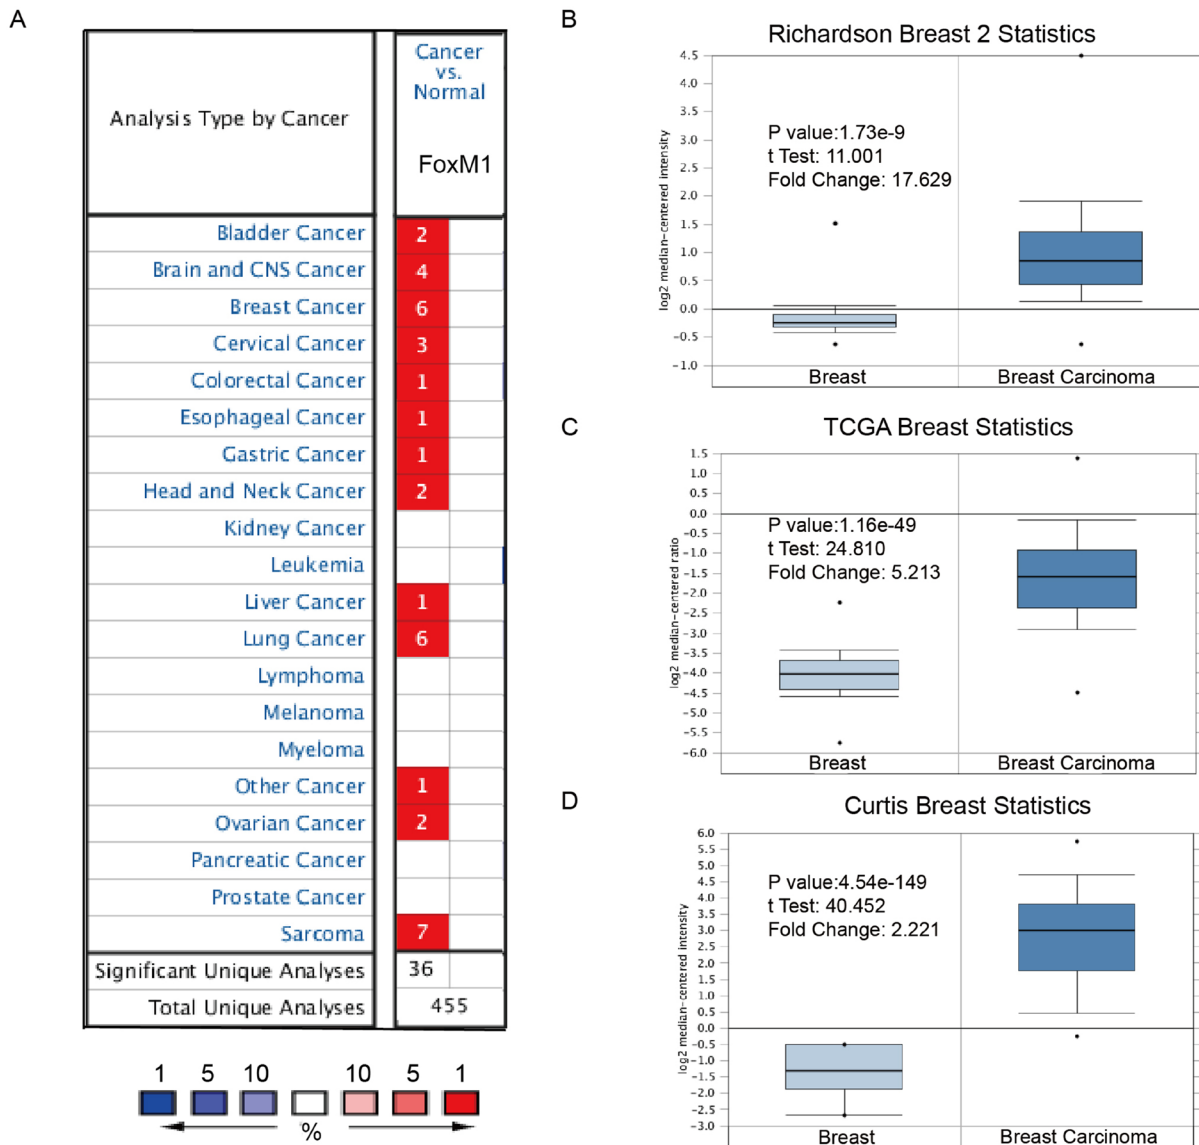 A
Analysis Type by Cancer
Cancer
vs.
Normal
FoxM1
Bladder Cancer 2
Brain and CNS Cancer 4
Breast Cancer 6
Cervical Cancer 3
Colorectal Cancer 1
Esophageal Cancer 1
Gastric Cancer 1
Head and Neck Cancer 2
Kidney Cancer
Leukemia
Liver Cancer 1
Lung Cancer 6
Lymphoma
Melanoma
Myeloma
Other Cancer 1
Ovarian Cancer 2
Pancreatic Cancer
Prostate Cancer
Sarcoma 7
Significant Unique Analyses 36
Total Unique Analyses 455
1 5 10 10 5 1
%
B
Richardson Breast 2 Statistics
log2 median-centered intensity
4.5
4.0
3.5
3.0
2.5
2.0
1.5
1.0
0.5
0.0
−0.5
−1.0
P value:1.73e-9
t Test: 11.001
Fold Change: 17.629
Breast Breast Carcinoma
C
TCGA Breast Statistics
log2 median-centered ratio
1.5
1.0
0.5
0.0
−0.5
−1.0
−1.5
−2.0
−2.5
−3.0
−3.5
−4.0
−4.5
−5.0
−5.5
−6.0
P value:1.16e-49
t Test: 24.810
Fold Change: 5.213
Breast Breast Carcinoma
D
Curtis Breast Statistics
log2 median-centered intensity
6.0
5.5
5.0
4.5
4.0
3.5
3.0
2.5
2.0
1.5
1.0
0.5
0.0
−0.5
−1.0
−1.5
−2.0
−2.5
−3.0
P value:4.54e-149
t Test: 40.452
Fold Change: 2.221
Breast Breast Carcinoma